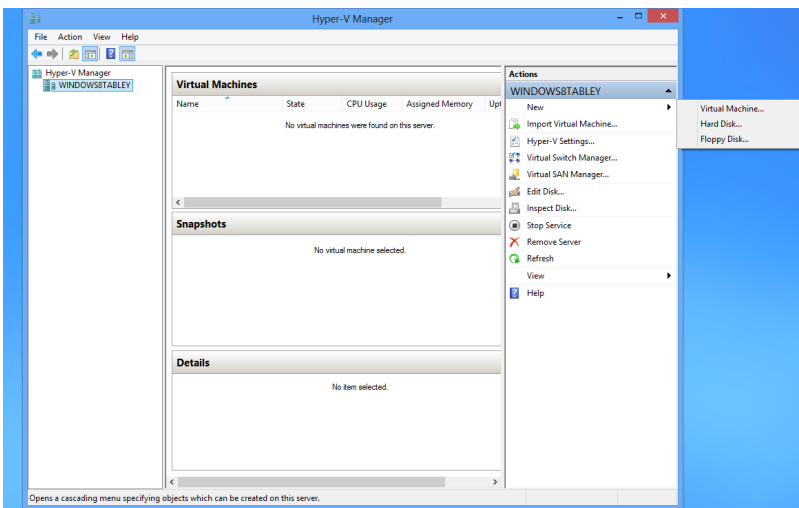 Hyper-V Manager
File Action View Help
Hyper-V Manager
WINDOWS8TABLEY
Virtual Machines
Name State CPU Usage Assigned Memory Upt
No virtual machines were found on this server.
Snapshots
No virtual machine selected.
Details
No item selected.
Actions
WINDOWS8TABLEY
New
Import Virtual Machine...
Hyper-V Settings...
Virtual Switch Manager...
Virtual SAN Manager...
Edit Disk...
Inspect Disk...
Stop Service
Remove Server
Refresh
View
Help
Virtual Machine...
Hard Disk...
Floppy Disk...
Opens a cascading menu specifying objects which can be created on this server.